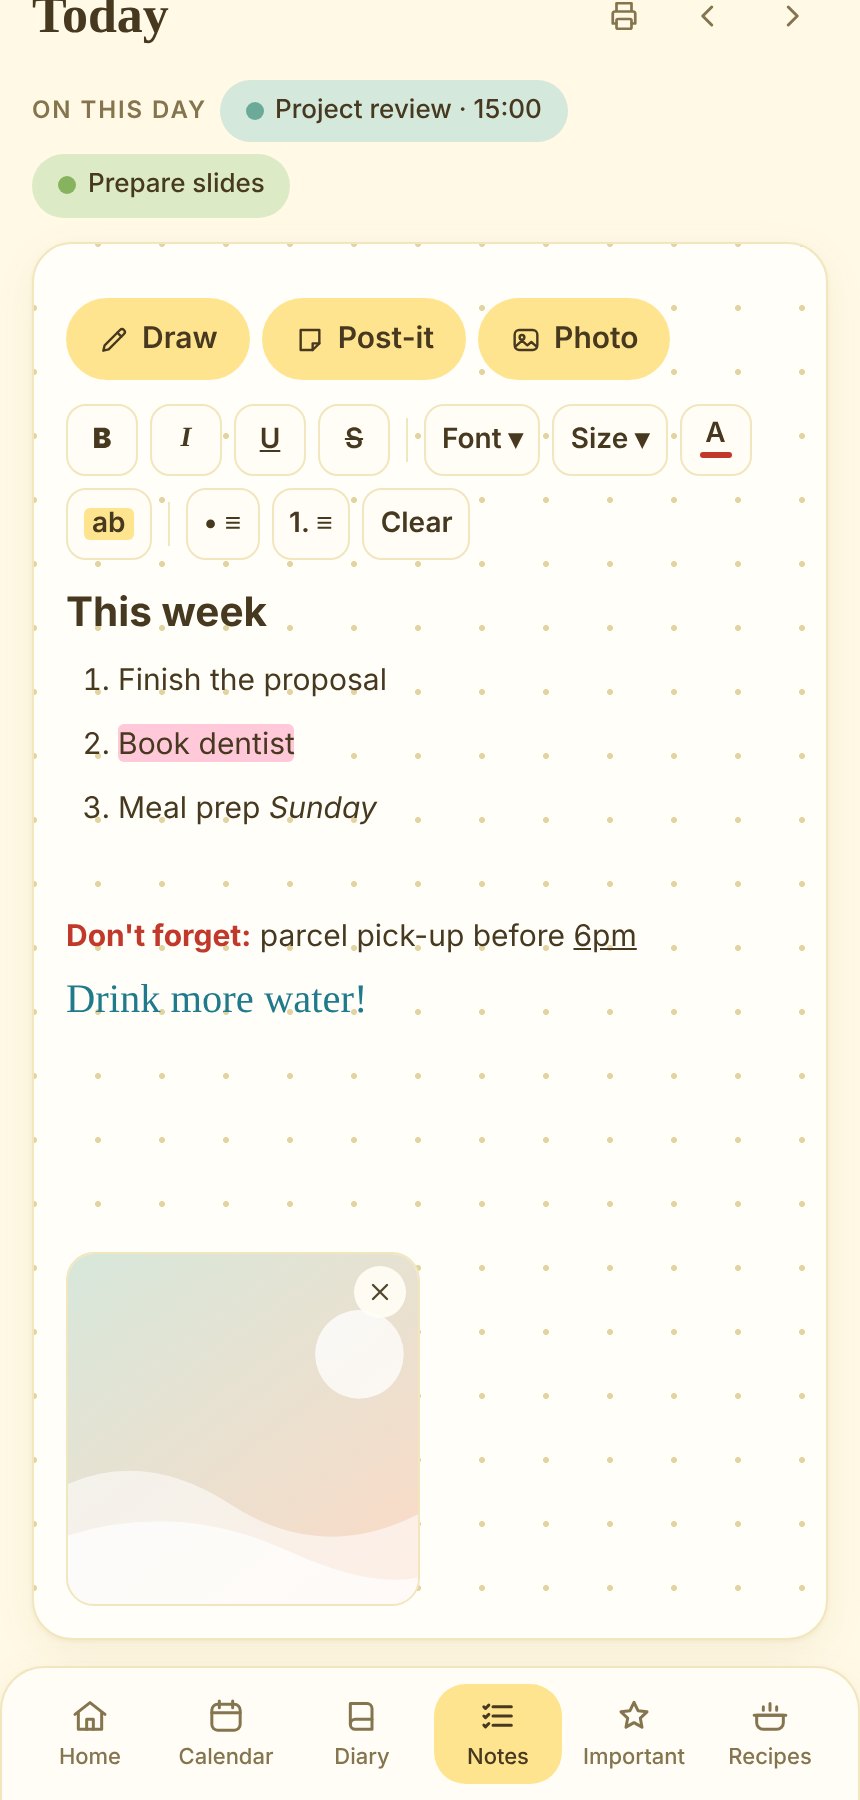 Today
ON THIS DAY Project review · 15:00
Prepare slides
Draw Post-it Photo
B I U S Font ▾ Size ▾ A
ab • ≡ 1. ≡ Clear
This week
1. Finish the proposal
2. Book dentist
3. Meal prep Sunday
Don't forget: parcel pick-up before 6pm
Drink more water!
Home Calendar Diary Notes Important Recipes